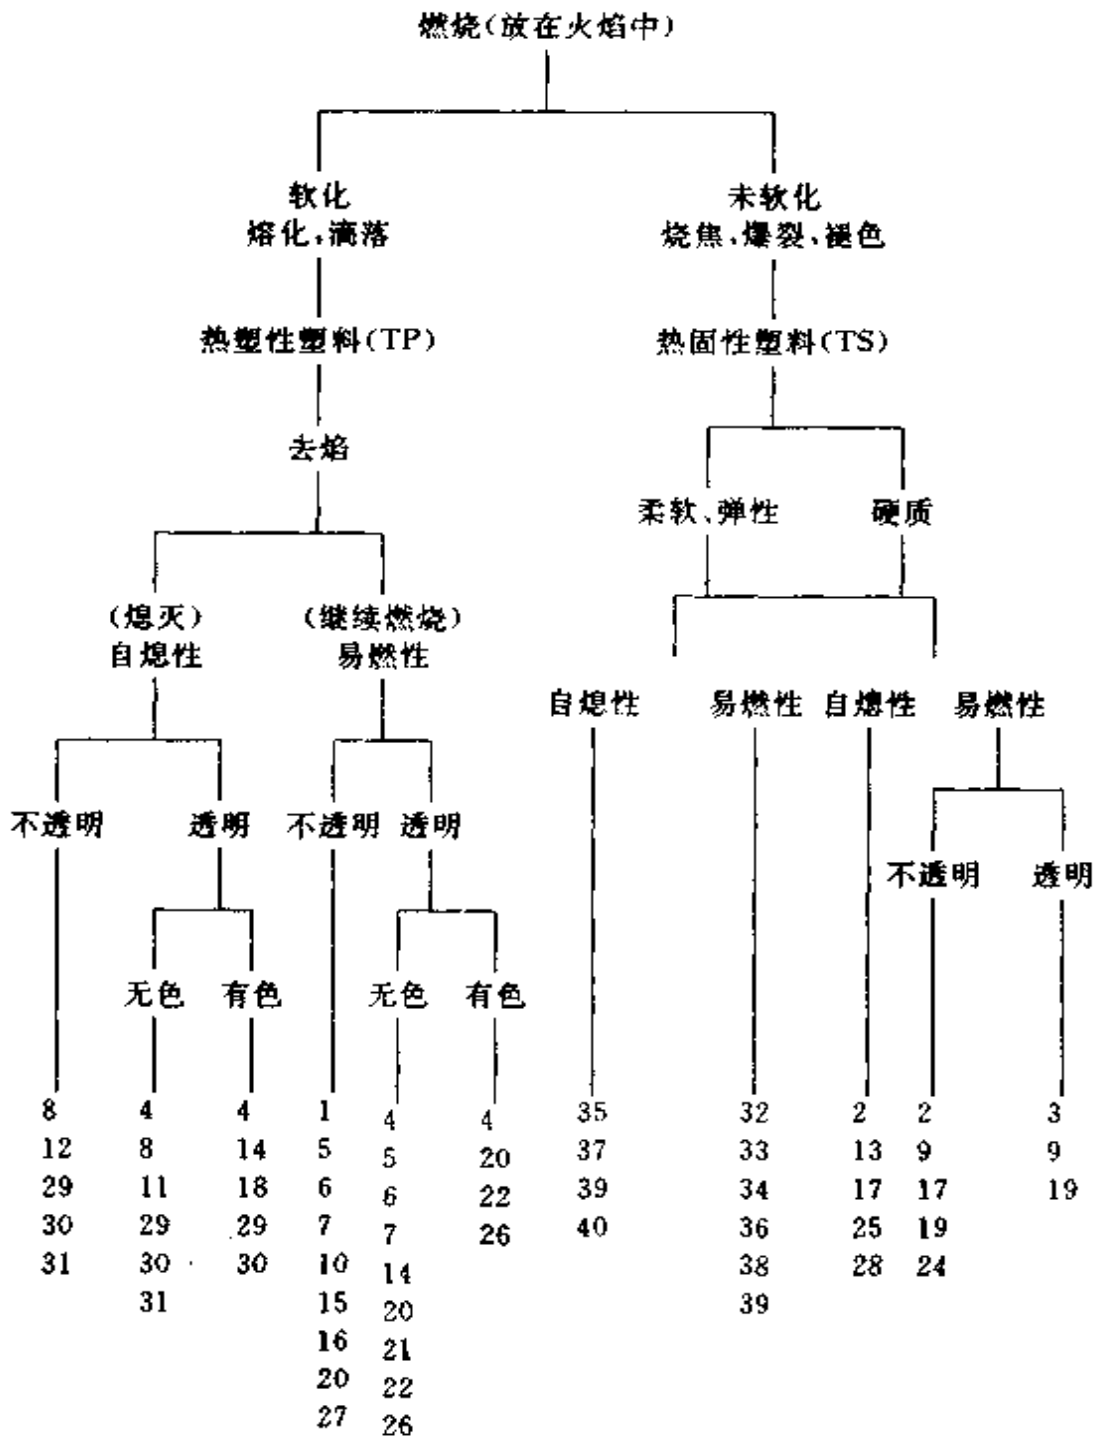 燃烧(放在火焰中)
软化
熔化、滴落
未软化
烧焦、爆裂、褪色
热塑性塑料(TP)
热固性塑料(TS)
去焰
柔软、弹性
硬质
(熄灭)
自熄性
(继续燃烧)
易燃性
自熄性
易燃性
自熄性
易燃性
不透明
透明
不透明
透明
不透明
透明
无色
有色
无色
有色
8
12
29
30
31
4
8
11
29
30
31
4
14
18
29
30
1
5
6
7
10
15
16
20
27
4
5
6
7
14
20
21
22
26
4
20
22
26
35
37
39
40
32
33
34
36
38
39
2
13
17
25
28
2
9
17
19
24
3
9
19